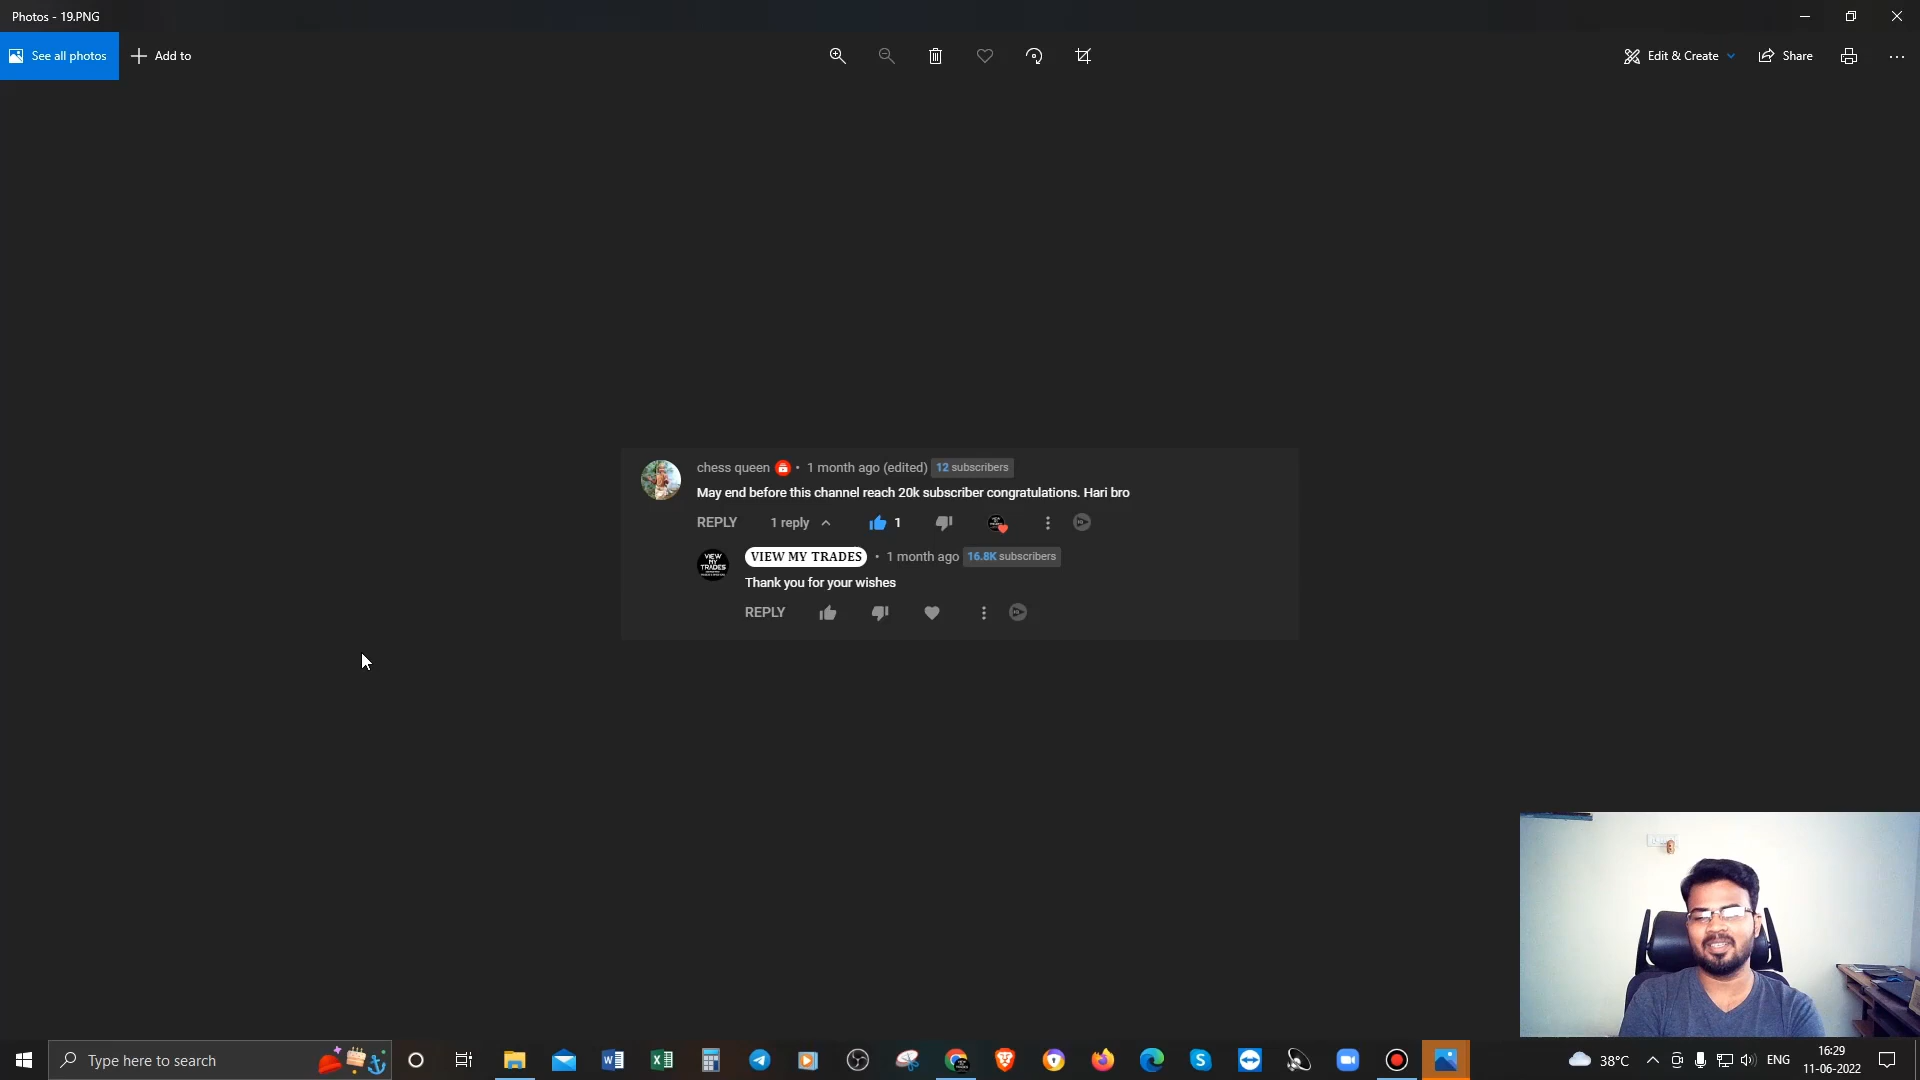 Photos - 19.PNG
See all photos
Add to
Edit & Create
Share
chess queen • 1 month ago (edited) 12 subscribers
May end before this channel reach 20k subscriber congratulations. Hari bro
REPLY 1 reply 1
VIEW MY TRADES • 1 month ago 16.8K subscribers
VIEW MY TRADES
Thank you for your wishes
REPLY
Type here to search
38°C
ENG
16:29
11-06-2022